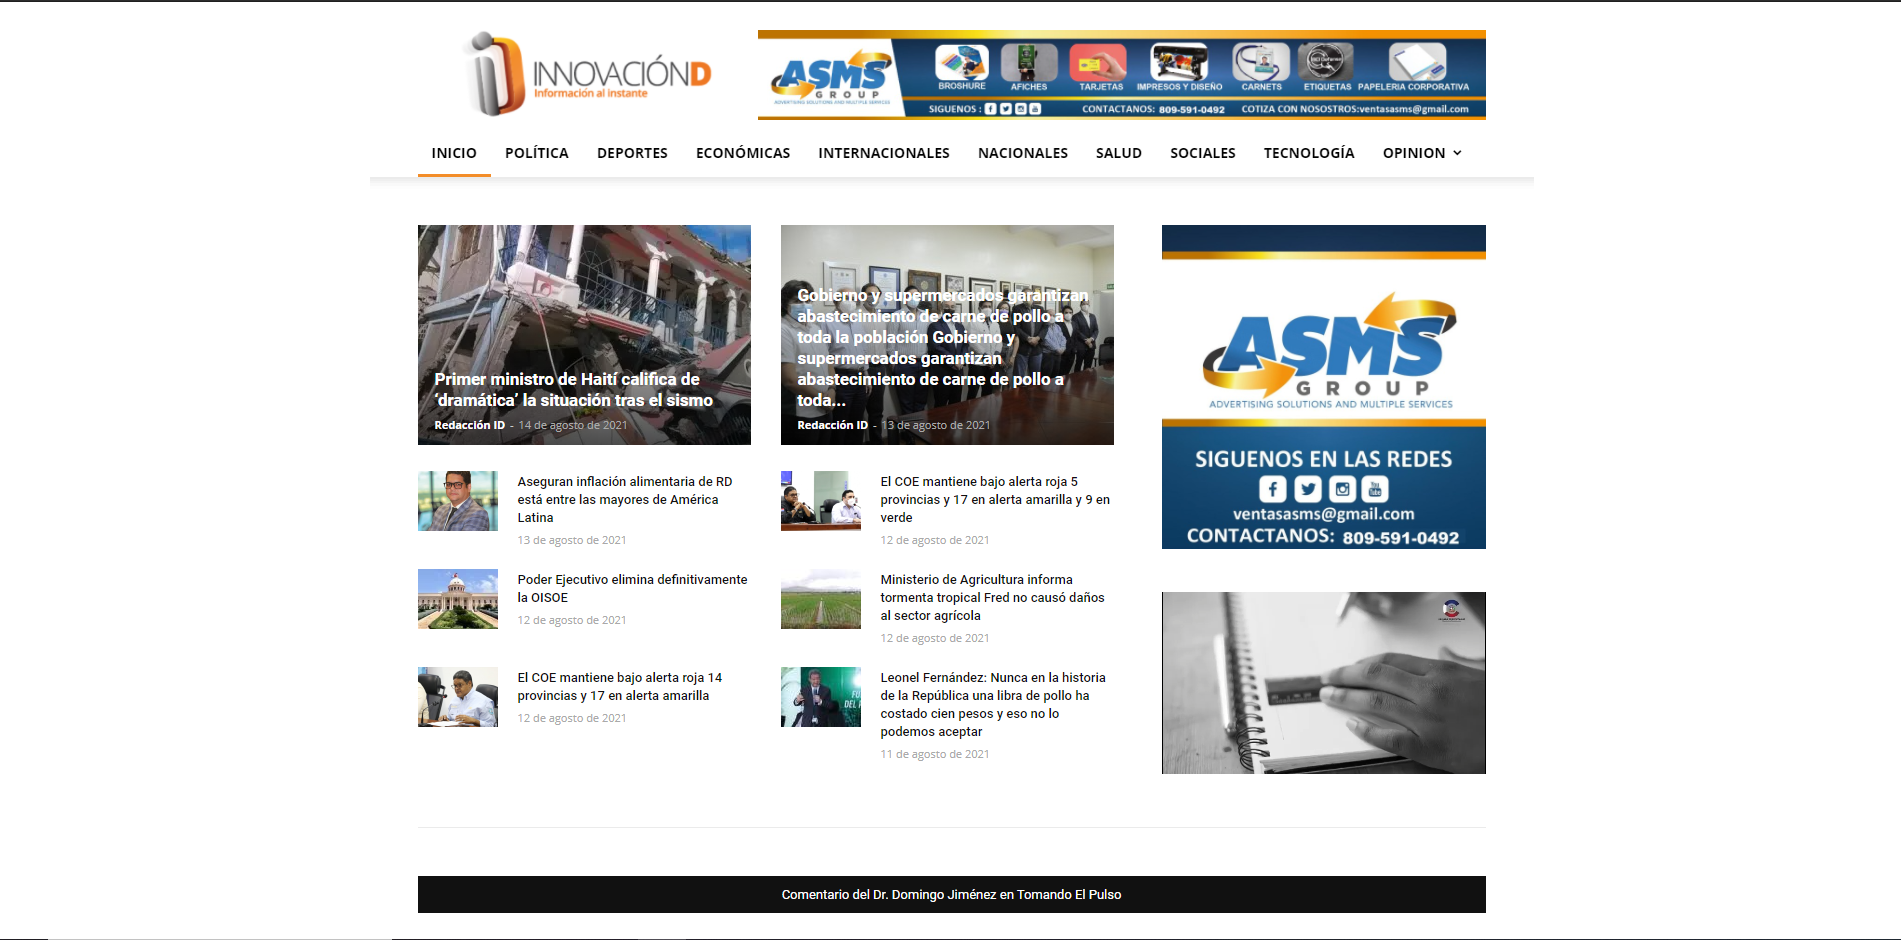 INNOVACIÓND
Información al instante
ASMS
GROUP
ADVERTISING SOLUTIONS AND MULTIPLE SERVICES
BROSHURE AFICHES TARJETAS IMPRESOS Y DISEÑO CARNETS ETIQUETAS PAPELERIA CORPORATIVA
SIGUENOS : CONTACTANOS: 809-591-0492 COTIZA CON NOSOSTROS:ventasasms@gmail.com
INICIO POLÍTICA DEPORTES ECONÓMICAS INTERNACIONALES NACIONALES SALUD SOCIALES TECNOLOGÍA OPINION
Primer ministro de Haití califica de
‘dramática’ la situación tras el sismo
Redacción ID - 14 de agosto de 2021
Gobierno y supermercados garantizan
abastecimiento de carne de pollo a
toda la población Gobierno y
supermercados garantizan
abastecimiento de carne de pollo a
toda...
Redacción ID - 13 de agosto de 2021
Aseguran inflación alimentaria de RD
está entre las mayores de América
Latina
13 de agosto de 2021
El COE mantiene bajo alerta roja 5
provincias y 17 en alerta amarilla y 9 en
verde
12 de agosto de 2021
Poder Ejecutivo elimina definitivamente
la OISOE
12 de agosto de 2021
Ministerio de Agricultura informa
tormenta tropical Fred no causó daños
al sector agrícola
12 de agosto de 2021
El COE mantiene bajo alerta roja 14
provincias y 17 en alerta amarilla
12 de agosto de 2021
Leonel Fernández: Nunca en la historia
de la República una libra de pollo ha
costado cien pesos y eso no lo
podemos aceptar
11 de agosto de 2021
ASMS
GROUP
ADVERTISING SOLUTIONS AND MULTIPLE SERVICES
SIGUENOS EN LAS REDES
ventasasms@gmail.com
CONTACTANOS: 809-591-0492
Comentario del Dr. Domingo Jiménez en Tomando El Pulso